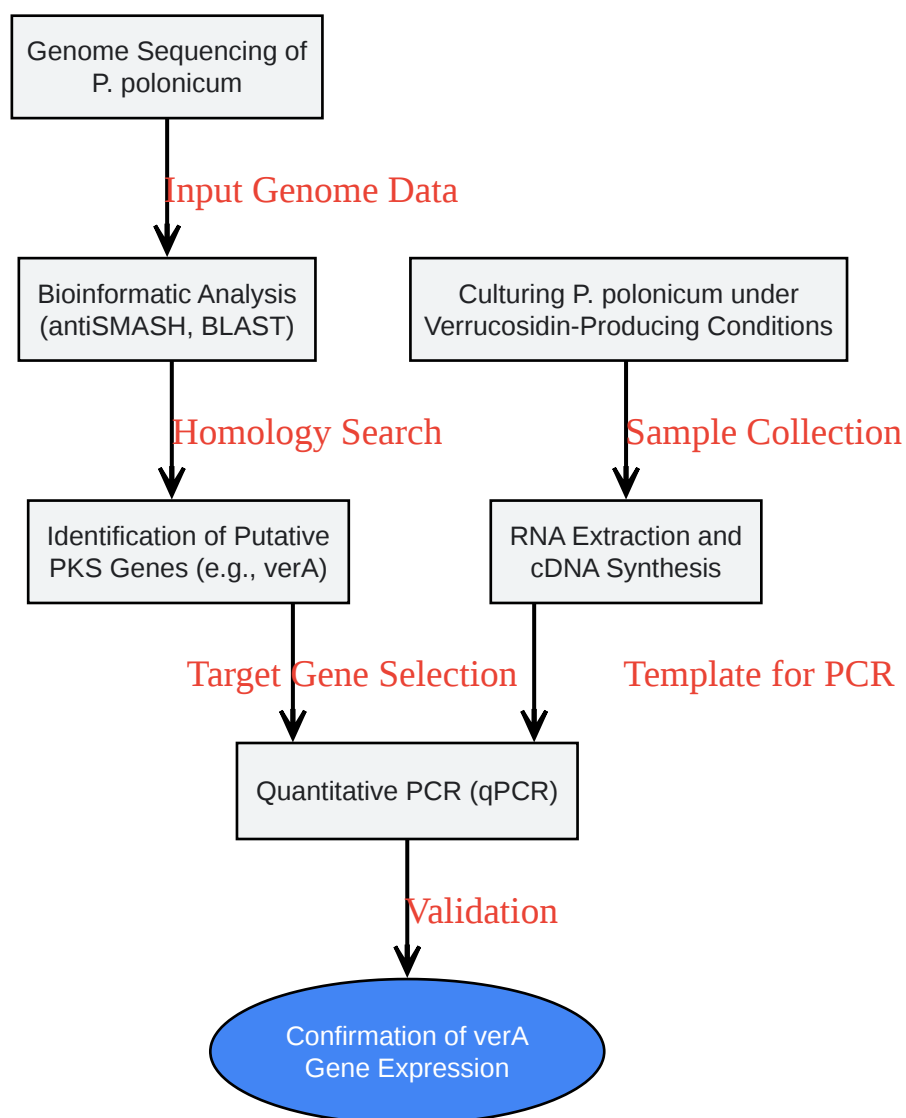 Genome Sequencing of
P. polonicum
Input Genome Data
Bioinformatic Analysis
(antiSMASH, BLAST)
Culturing P. polonicum under
Verrucosidin-Producing Conditions
Homology Search
Sample Collection
Identification of Putative
PKS Genes (e.g., verA)
RNA Extraction and
cDNA Synthesis
Target Gene Selection
Template for PCR
Quantitative PCR (qPCR)
Validation
Confirmation of verA
Gene Expression